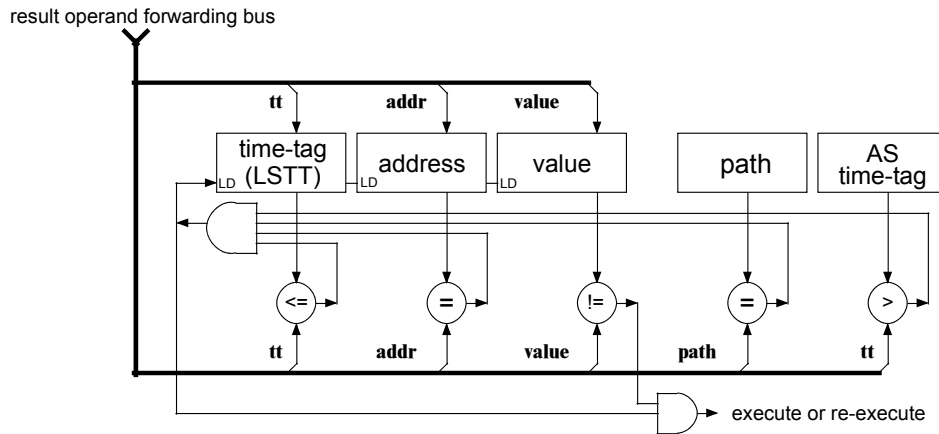 result operand forwarding bus
tt addr value
time-tag (LSTT) address value path AS time-tag
LD LD LD
<= = != = >
tt addr value path tt
execute or re-execute